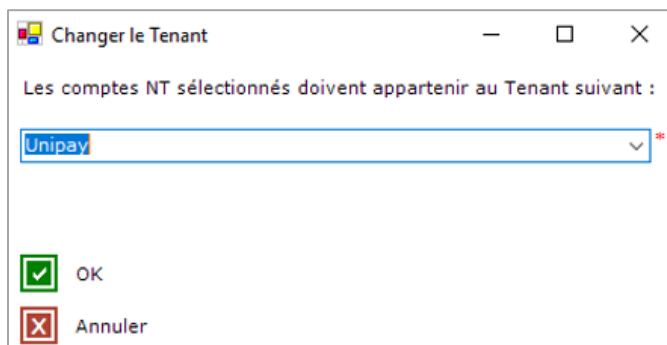 Changer le Tenant
Les comptes NT sélectionnés doivent appartenir au Tenant suivant :
Unipay *
OK
Annuler